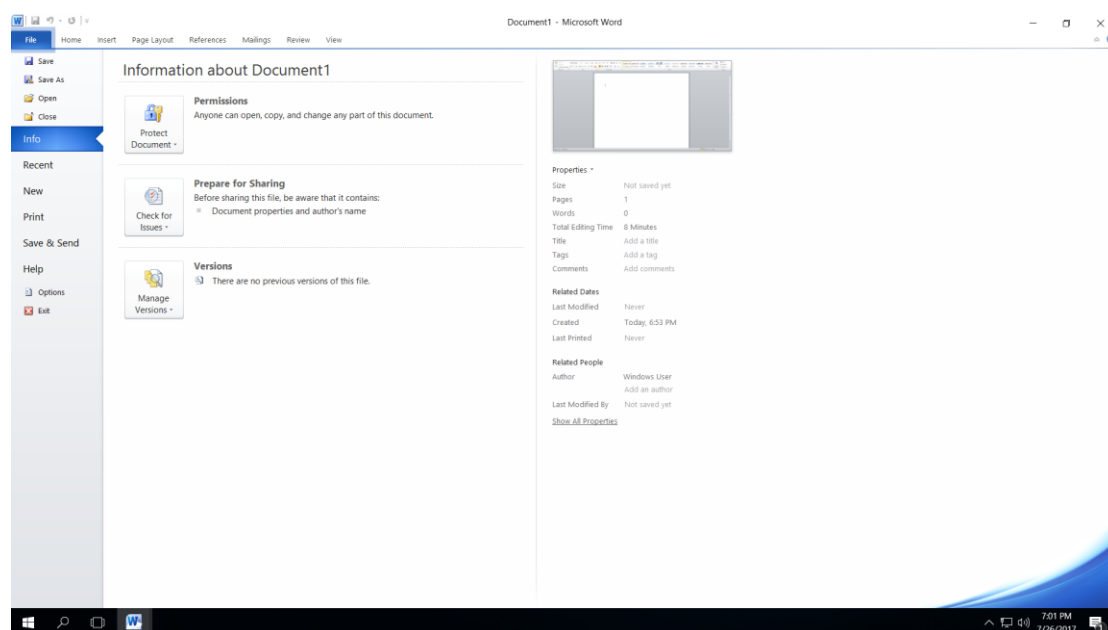 Document1 - Microsoft Word
File Home Insert Page Layout References Mailings Review View
Save
Save As
Open
Close
Info
Recent
New
Print
Save & Send
Help
Options
Exit
Information about Document1
Protect
Document
Permissions
Anyone can open, copy, and change any part of this document.
Check for
Issues
Prepare for Sharing
Before sharing this file, be aware that it contains:
Document properties and author's name
Manage
Versions
Versions
There are no previous versions of this file.
Properties
Size Not saved yet
Pages 1
Words 0
Total Editing Time 8 Minutes
Title Add a title
Tags Add a tag
Comments Add comments
Related Dates
Last Modified Never
Created Today, 6:53 PM
Last Printed Never
Related People
Author Windows User
Add an author
Last Modified By Not saved yet
Show All Properties
7:01 PM
7/26/2017